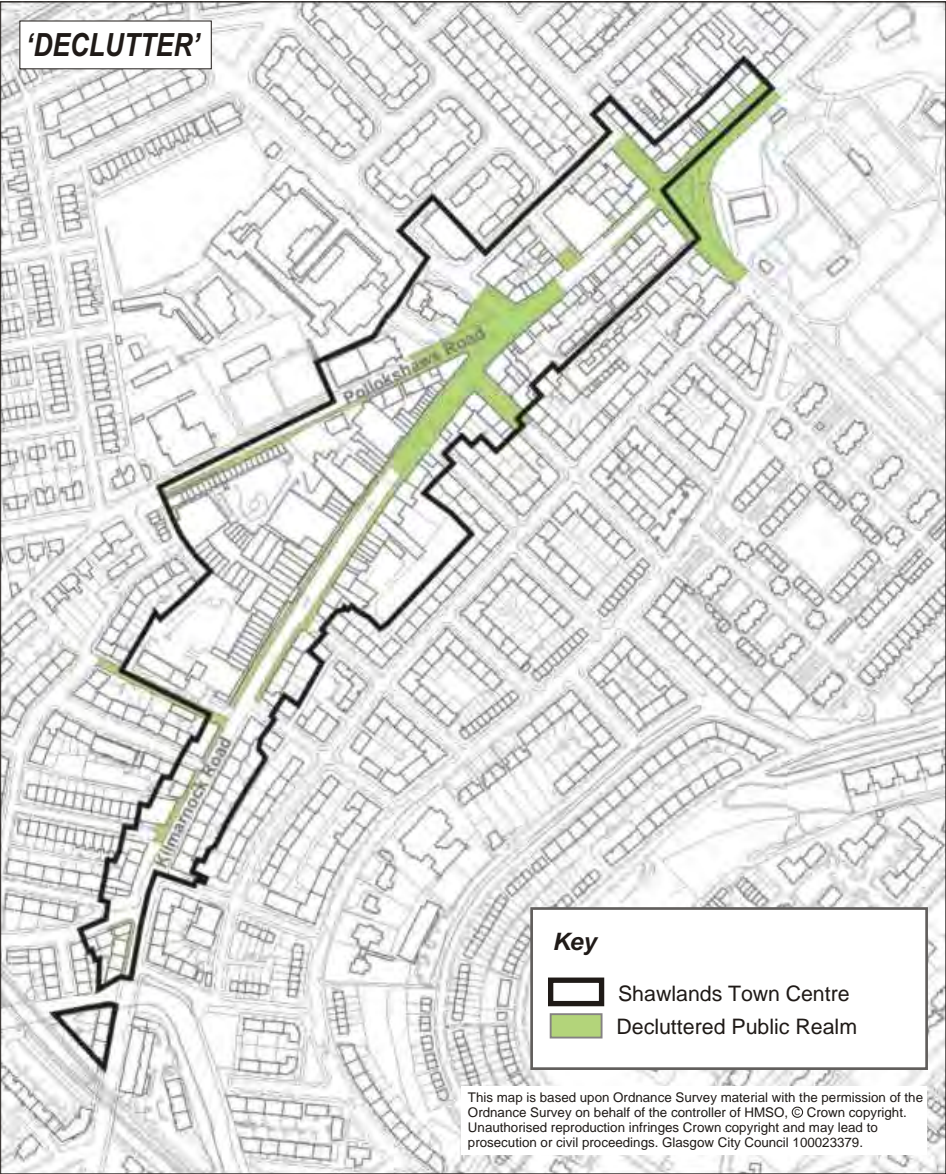 'DECLUTTER'
Pollokshaws Road
Kilmarnock Road
Key
Shawlands Town Centre
Decluttered Public Realm
This map is based upon Ordnance Survey material with the permission of the
Ordnance Survey on behalf of the controller of HMSO, © Crown copyright.
Unauthorised reproduction infringes Crown copyright and may lead to
prosecution or civil proceedings. Glasgow City Council 100023379.